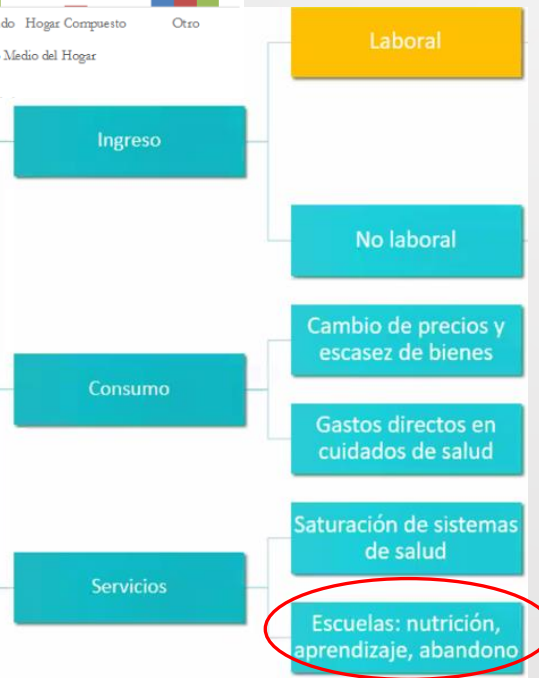 do Hogar Compuesto Otro
Medio del Hogar
Laboral
Ingreso
No laboral
Cambio de precios y
escasez de bienes
Consumo
Gastos directos en
cuidados de salud
Saturación de sistemas
de salud
Servicios
Escuelas: nutrición,
aprendizaje, abandono